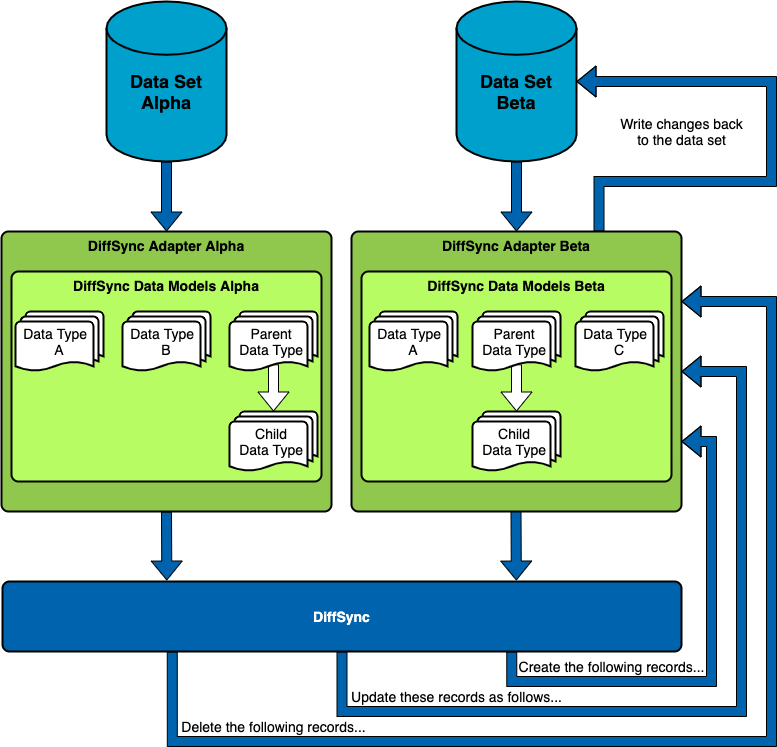 Data Set
Alpha
Data Set
Beta
Write changes back
to the data set
DiffSync Adapter Alpha
DiffSync Data Models Alpha
Data Type
A
Data Type
B
Parent
Data Type
Child
Data Type
DiffSync Adapter Beta
DiffSync Data Models Beta
Data Type
A
Parent
Data Type
Data Type
C
Child
Data Type
DiffSync
Create the following records...
Update these records as follows...
Delete the following records...